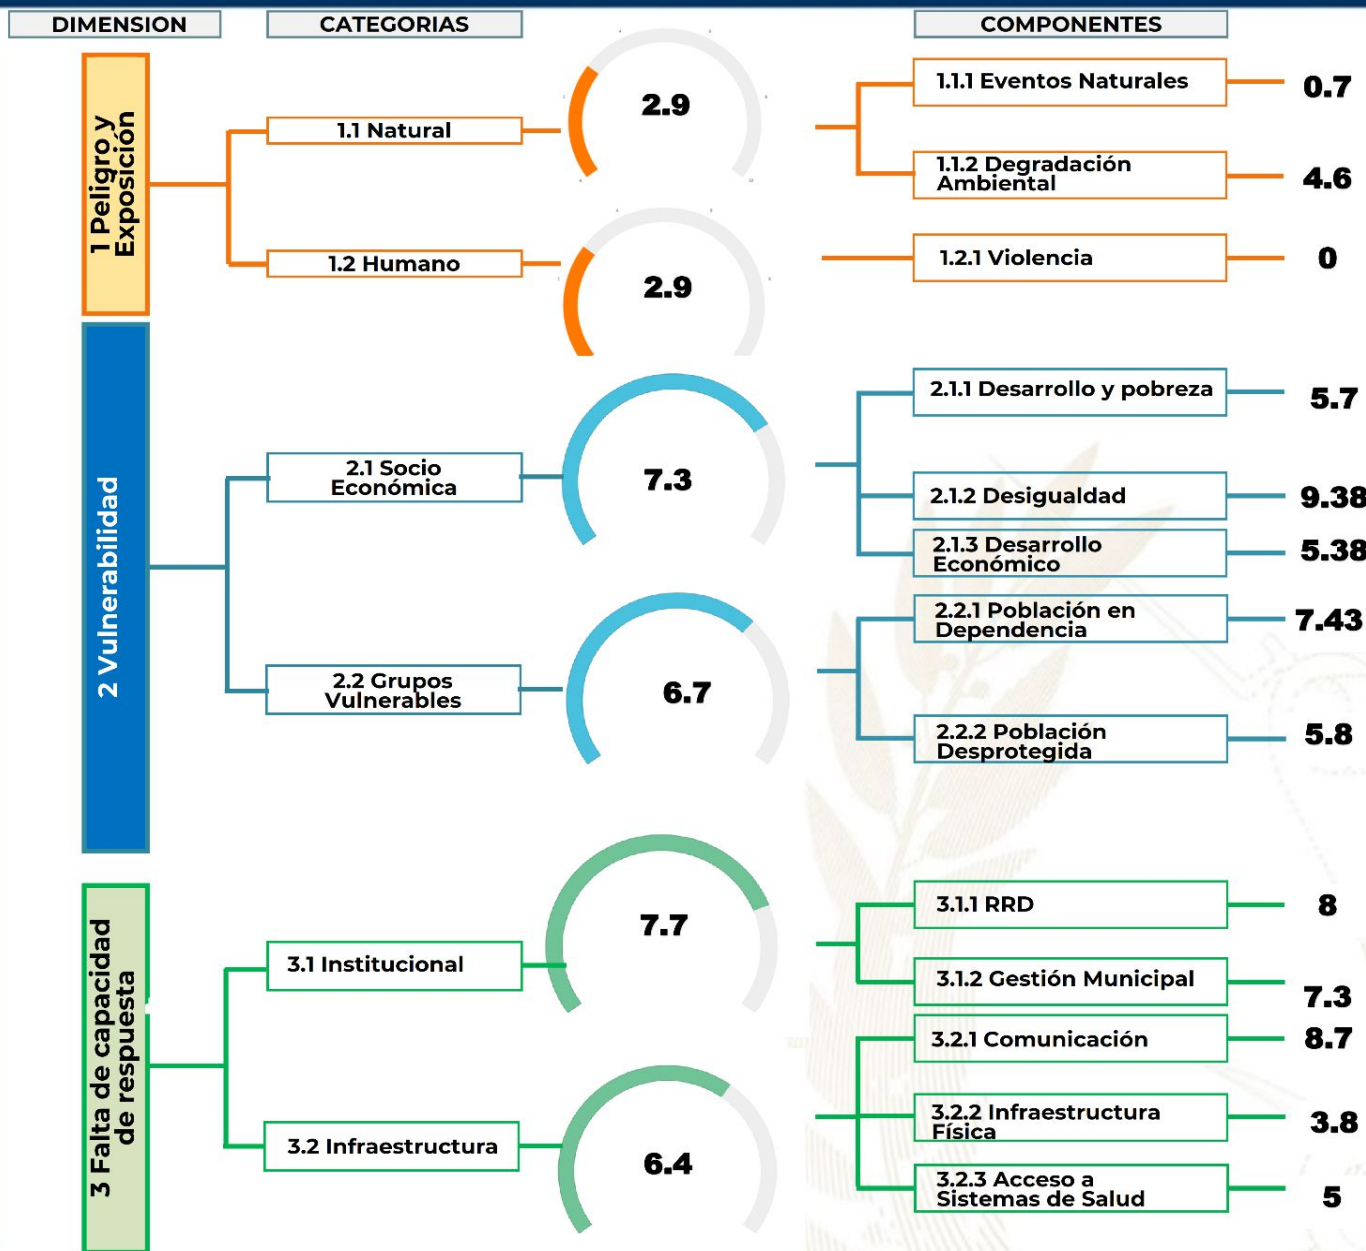 DIMENSION
CATEGORIAS
COMPONENTES
1 Peligro y
Exposición
1.1 Natural
2.9
1.1.1 Eventos Naturales
0.7
1.1.2 Degradación
Ambiental
4.6
1.2 Humano
2.9
1.2.1 Violencia
0
2 Vulnerabilidad
2.1 Socio
Económica
7.3
2.1.1 Desarrollo y pobreza
5.7
2.1.2 Desigualdad
9.38
2.1.3 Desarrollo
Económico
5.38
2.2 Grupos
Vulnerables
6.7
2.2.1 Población en
Dependencia
7.43
2.2.2 Población
Desprotegida
5.8
3 Falta de capacidad
de respuesta
3.1 Institucional
7.7
3.1.1 RRD
8
3.1.2 Gestión Municipal
7.3
3.2 Infraestructura
6.4
3.2.1 Comunicación
8.7
3.2.2 Infraestructura
Física
3.8
3.2.3 Acceso a
Sistemas de Salud
5